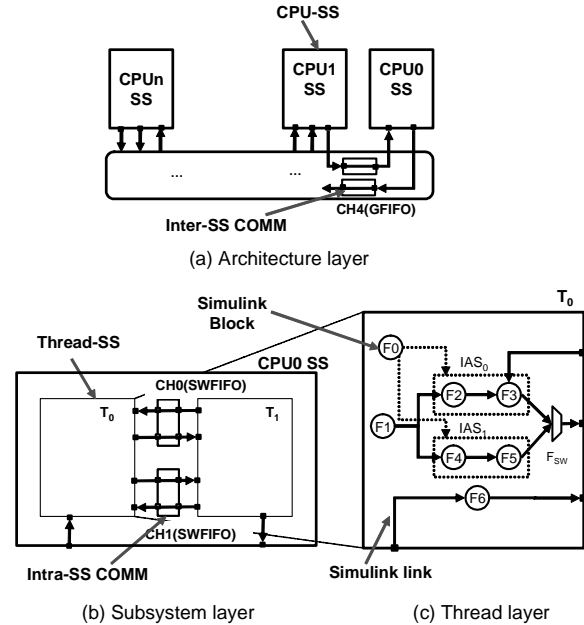 CPU-SS
CPUn
SS
CPU1
SS
CPU0
SS
...
...
Inter-SS COMM
CH4(GFIFO)
(a) Architecture layer
Simulink
Block
T0
Thread-SS
CPU0 SS
CH0(SWFIFO)
T0
T1
CH1(SWFIFO)
Intra-SS COMM
F0
IAS0
F2
F3
F1
IAS1
F4
F5
FSW
F6
Simulink link
(b) Subsystem layer
(c) Thread layer